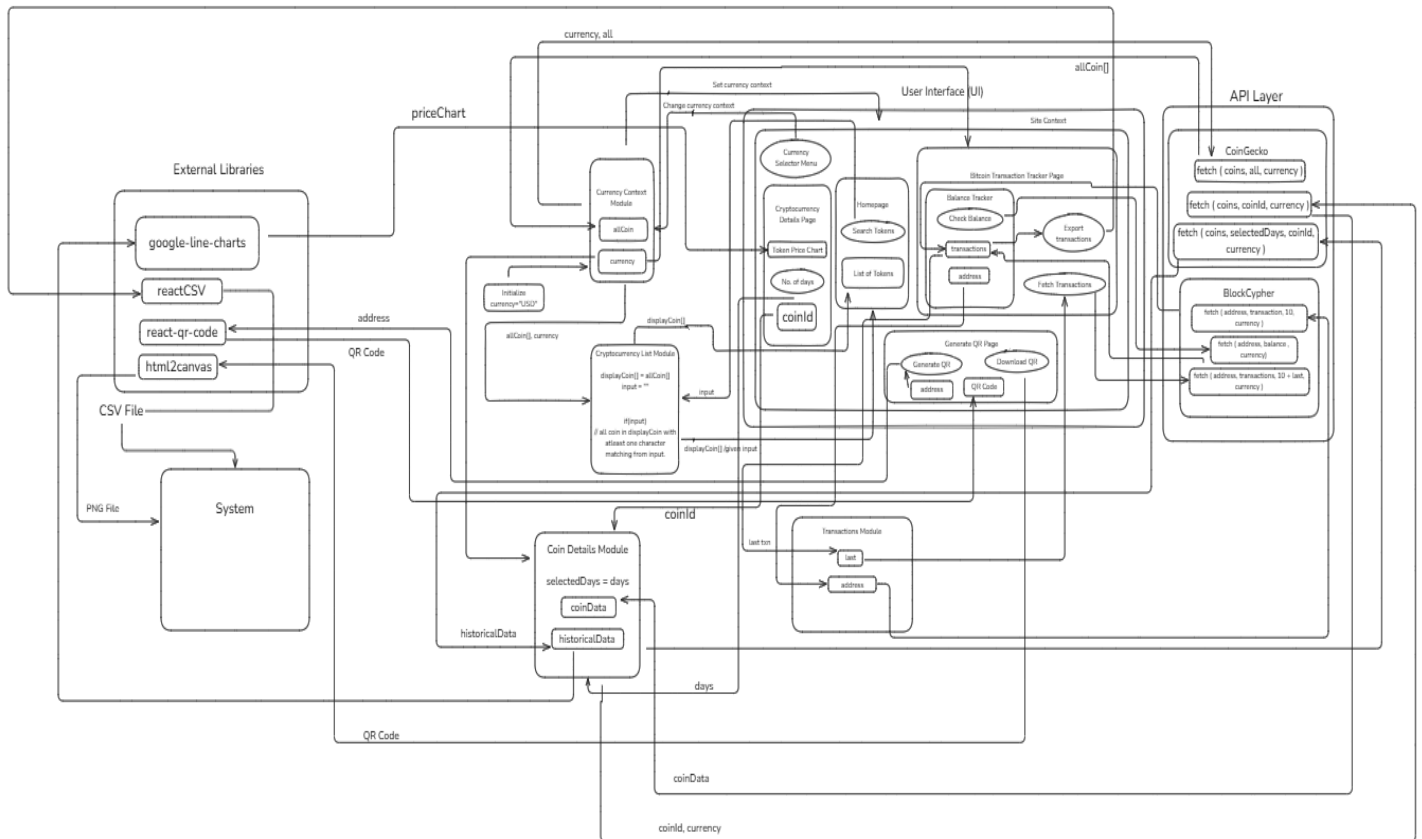 currency, all
allCoin[]
Set currency context
User Interface (UI)
API Layer
priceChart
Change currency context
Site Context
External Libraries
google-line-charts
reactCSV
react-qr-code
html2canvas
CSV File
System
PNG File
address
QR Code
Currency Context
Module
allCoin
currency
Initialize
currency="USD"
allCoin[], currency
displayCoin[]
Cryptocurrency List Module
displayCoin[] = allCoin[]
input = ""
if(input)
// all coin in displayCoin with
atleast one character
matching from input.
input
displayCoin[] /given input
Currency
Selector Menu
Cryptocurrency
Details Page
Token Price Chart
No. of days
coinId
Homepage
Search Tokens
List of Tokens
Bitcoin Transaction Tracker Page
Balance Tracker
Check Balance
transactions
address
Export
transactions
Fetch Transactions
Generate QR Page
Generate QR
Download QR
address
QR Code
CoinGecko
fetch ( coins, all, currency )
fetch ( coins, coinId, currency )
fetch ( coins, selectedDays, coinId,
currency )
BlockCypher
fetch ( address, transaction, 10,
currency )
fetch ( address, balance ,
currency)
fetch ( address, transactions, 10 + last,
currency )
coinId
Coin Details Module
selectedDays = days
coinData
historicalData
historicalData
last txn
Transactions Module
last
address
days
QR Code
coinData
coinId, currency